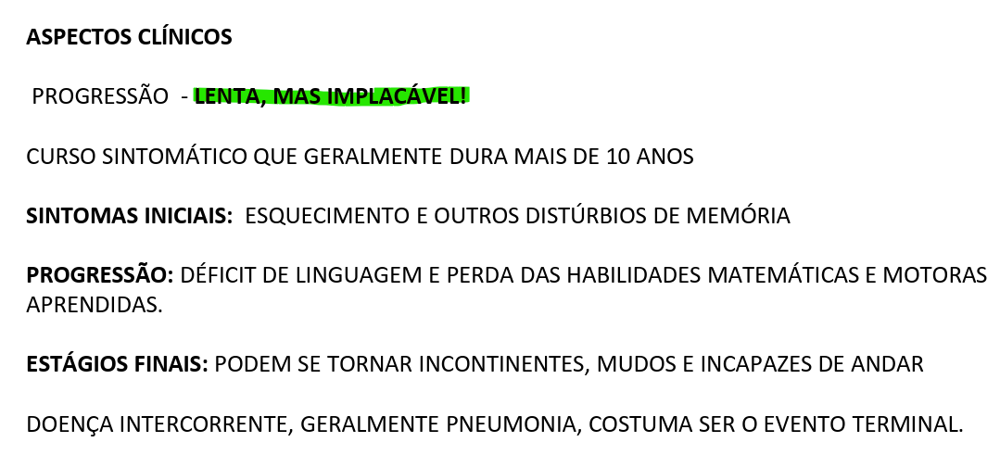 ASPECTOS CLÍNICOS
PROGRESSÃO - LENTA, MAS IMPLACÁVEL!
CURSO SINTOMÁTICO QUE GERALMENTE DURA MAIS DE 10 ANOS
SINTOMAS INICIAIS: ESQUECIMENTO E OUTROS DISTÚRBIOS DE MEMÓRIA
PROGRESSÃO: DÉFICIT DE LINGUAGEM E PERDA DAS HABILIDADES MATEMÁTICAS E MOTORAS
APRENDIDAS.
ESTÁGIOS FINAIS: PODEM SE TORNAR INCONTINENTES, MUDOS E INCAPAZES DE ANDAR
DOENÇA INTERCORRENTE, GERALMENTE PNEUMONIA, COSTUMA SER O EVENTO TERMINAL.